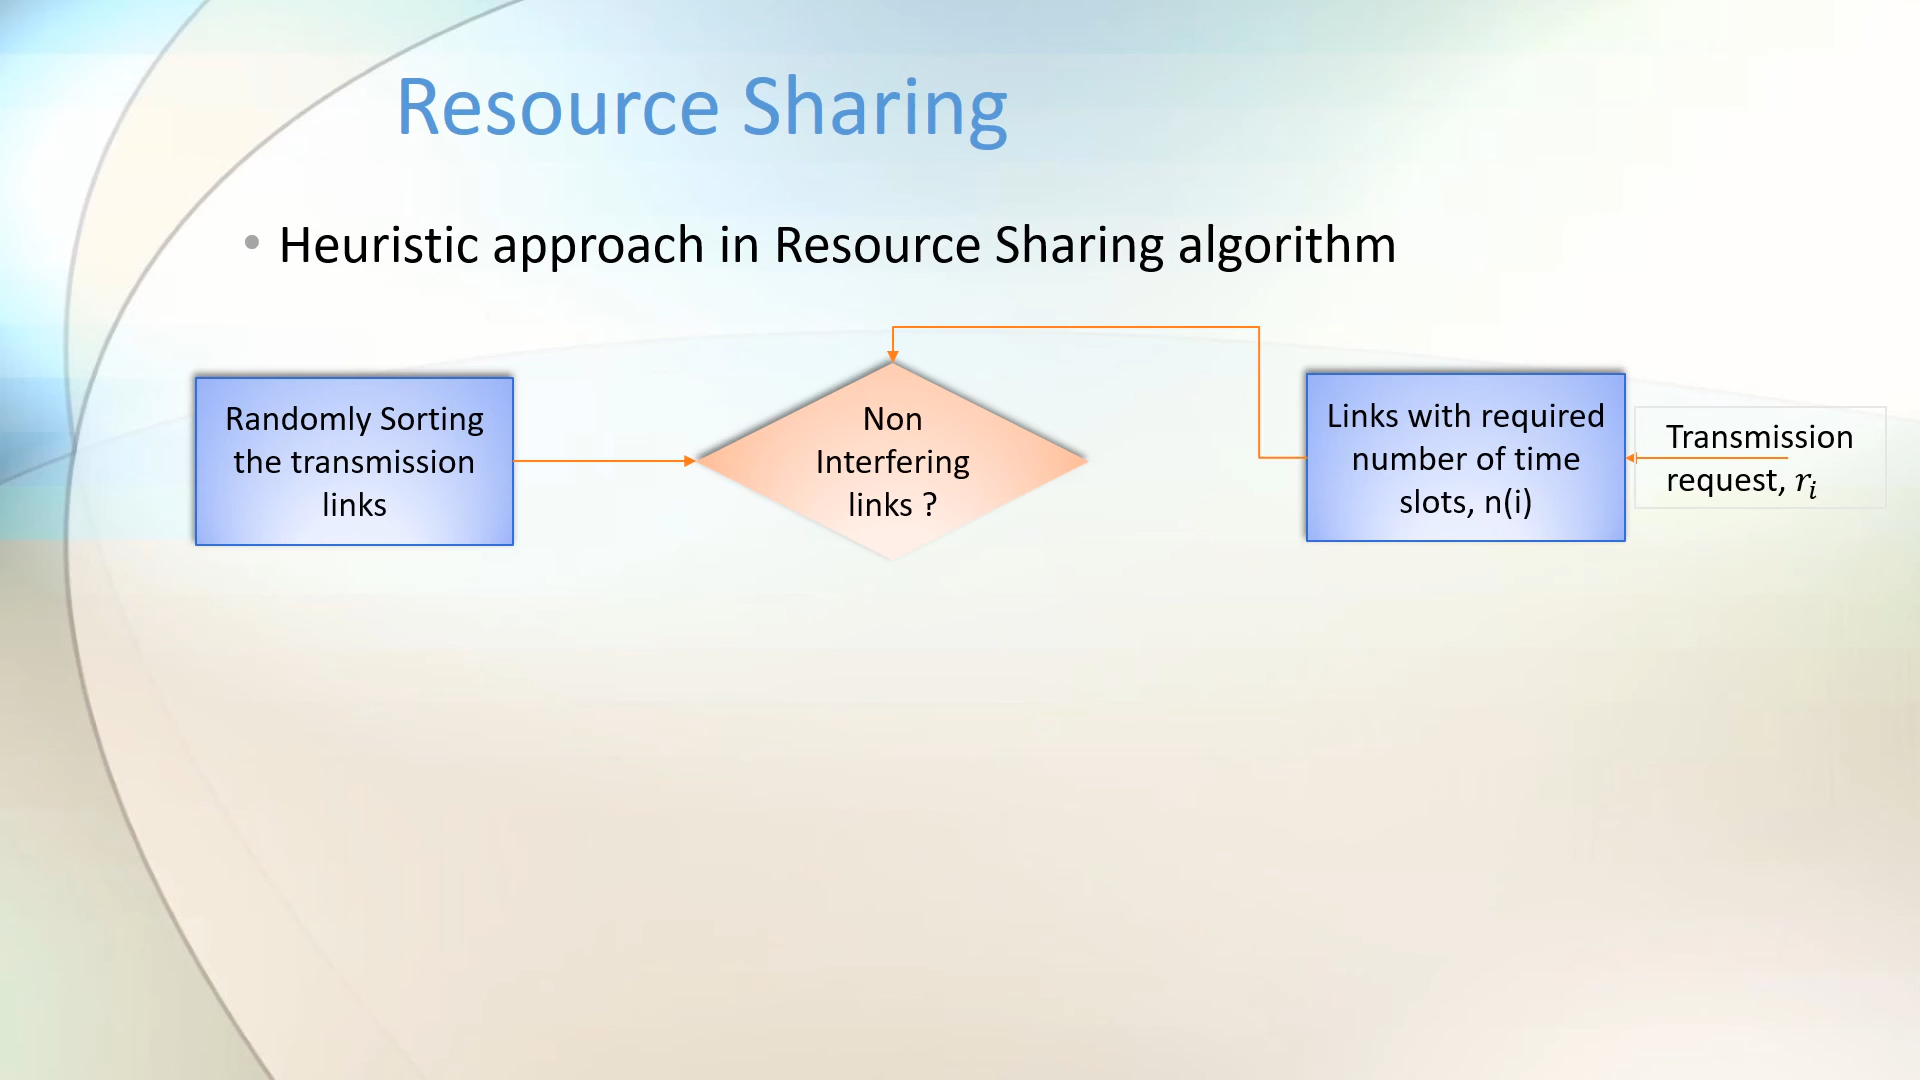 Resource Sharing
• Heuristic approach in Resource Sharing algorithm
Randomly Sorting
the transmission
links
Non
Interfering
links ?
Links with required
number of time
slots, n(i)
Transmission
request, 𝑟ᵢ